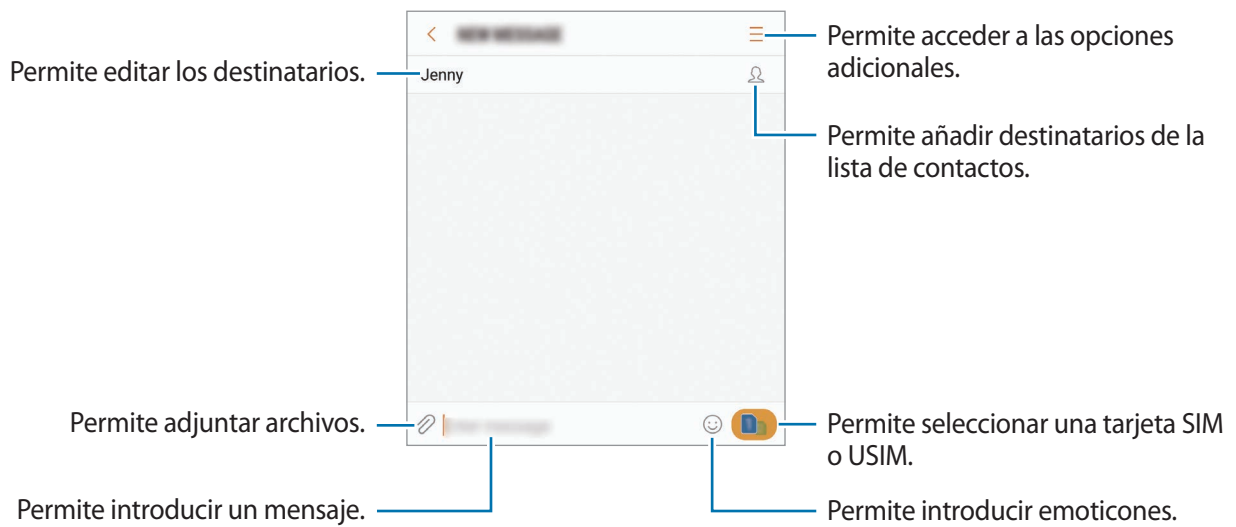 Permite acceder a las opciones
adicionales.
Permite editar los destinatarios.
Jenny
Permite añadir destinatarios de la
lista de contactos.
Permite adjuntar archivos.
Permite seleccionar una tarjeta SIM
o USIM.
Permite introducir un mensaje.
Permite introducir emoticones.